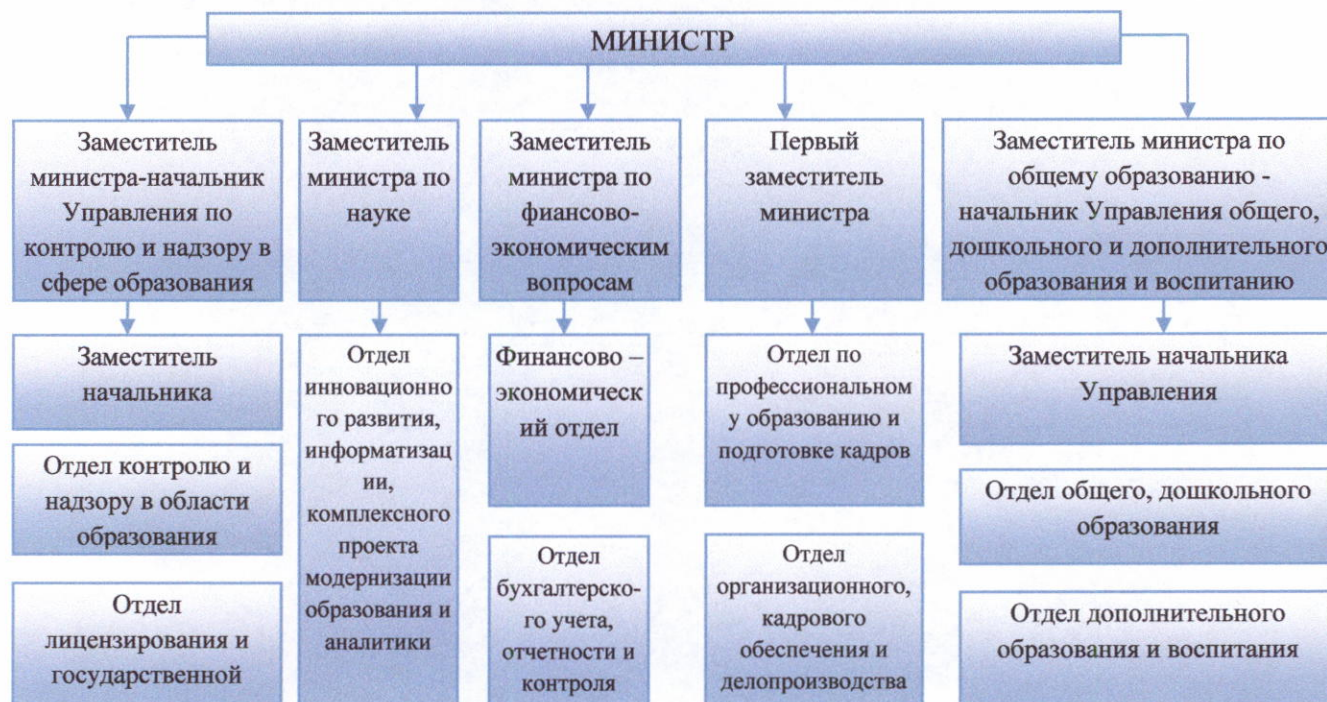 МИНИСТР
Заместитель
министра-начальник
Управления по
контролю и надзору в
сфере образования
Заместитель
министра по
науке
Заместитель
министра по
фиансово-
экономическим
вопросам
Первый
заместитель
министра
Заместитель министра по
общему образованию -
начальник Управления общего,
дошкольного и дополнительного
образования и воспитанию
Заместитель
начальника
Отдел контролю и
надзору в области
образования
Отдел
лицензирования и
государственной
Отдел
инновационно
го развития,
информатизац
ии,
комплексного
проекта
модернизации
образования и
аналитики
Финансово –
экономическ
ий отдел
Отдел
бухгалтерско-
го учета,
отчетности и
контроля
Отдел по
профессиональном
у образованию и
подготовке кадров
Отдел
организационного,
кадрового
обеспечения и
делопроизводства
Заместитель начальника
Управления
Отдел общего, дошкольного
образования
Отдел дополнительного
образования и воспитания